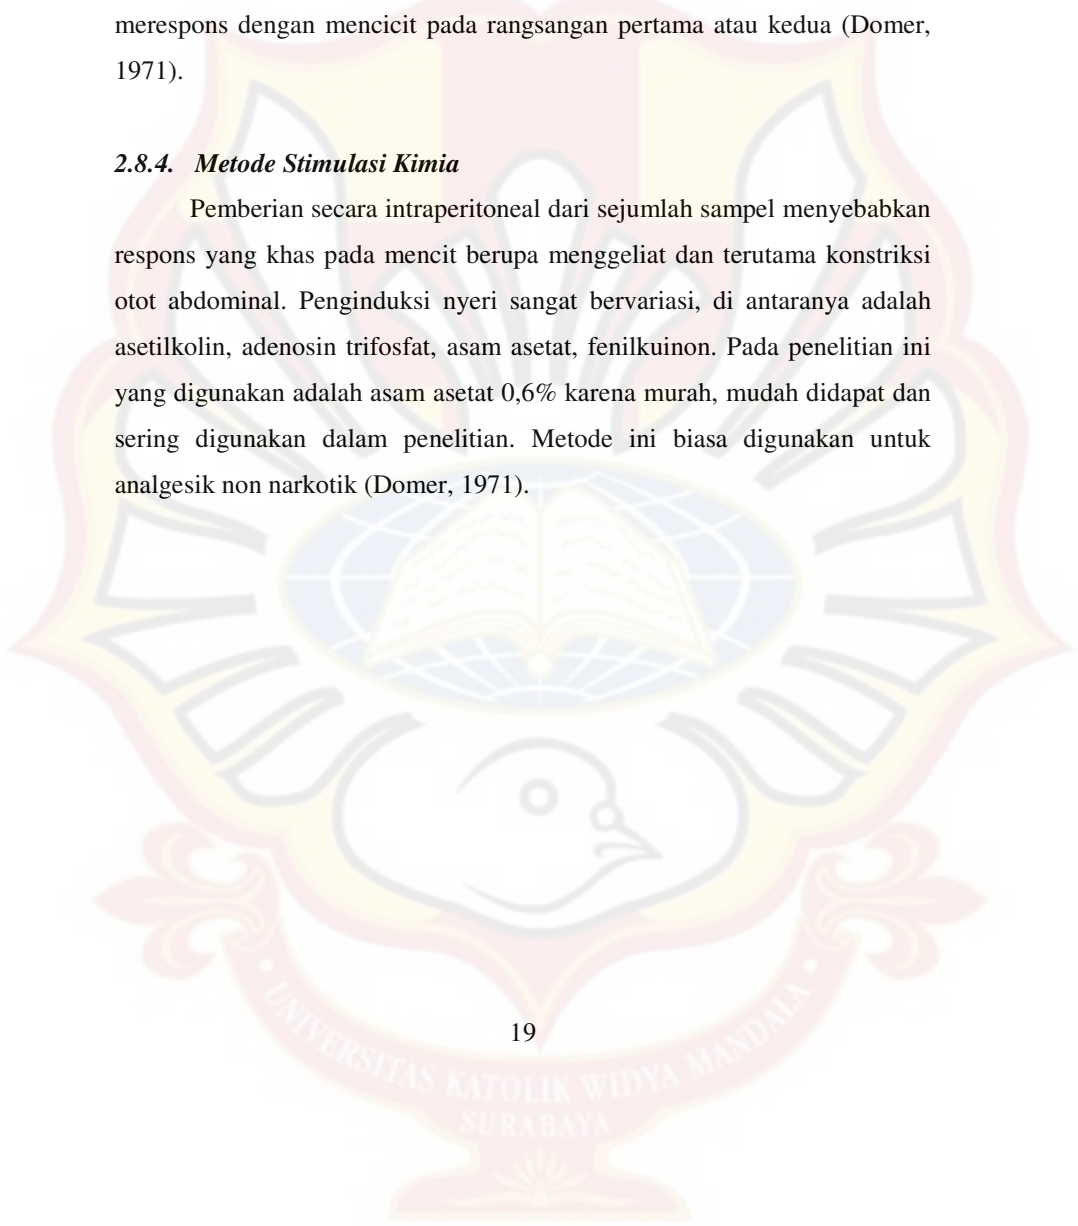 merespons dengan mencicit pada rangsangan pertama atau kedua (Domer,
1971).
2.8.4. Metode Stimulasi Kimia
Pemberian secara intraperitoneal dari sejumlah sampel menyebabkan
respons yang khas pada mencit berupa menggeliat dan terutama konstriksi
otot abdominal. Penginduksi nyeri sangat bervariasi, di antaranya adalah
asetilkolin, adenosin trifosfat, asam asetat, fenilkuinon. Pada penelitian ini
yang digunakan adalah asam asetat 0,6% karena murah, mudah didapat dan
sering digunakan dalam penelitian. Metode ini biasa digunakan untuk
analgesik non narkotik (Domer, 1971).
19
UNIVERSITAS KATOLIK WIDYA MANDALA
SURABAYA